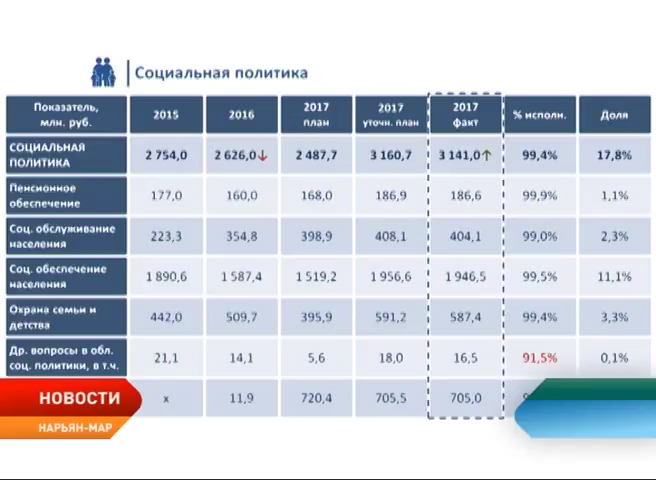 Социальная политика
Показатель, млн. руб. 2015 2016 2017 план 2017 уточн. план 2017 факт % исполн. Доля
СОЦИАЛЬНАЯ ПОЛИТИКА 2 754,0 2 626,0↓ 2 487,7 3 160,7 3 141,0↑ 99,4% 17,8%
Пенсионное обеспечение 177,0 160,0 168,0 186,9 186,6 99,9% 1,1%
Соц. обслуживание населения 223,3 354,8 398,9 408,1 404,1 99,0% 2,3%
Соц. обеспечение населения 1 890,6 1 587,4 1 519,2 1 956,6 1 946,5 99,5% 11,1%
Охрана семьи и детства 442,0 509,7 395,9 591,2 587,4 99,4% 3,3%
Др. вопросы в обл. соц. политики, в т.ч. 21,1 14,1 5,6 18,0 16,5 91,5% 0,1%
х 11,9 720,4 705,5 705,0
НОВОСТИ
НАРЬЯН-МАР